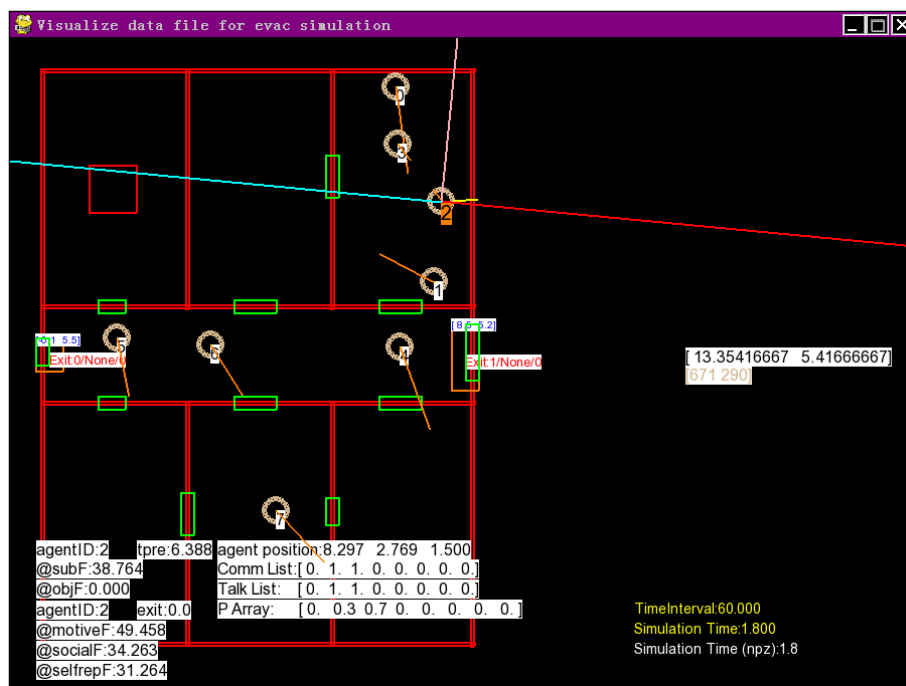 Visualize data file for evac simulation
0
3
2
1
[ 8.5 5.2]
5.5]
5
6
4
Exit:0/None/0
Exit:1/None/0
[ 13.35416667 5.41666667]
[671 290]
7
agentID:2 tpre:6.388 agent position:8.297 2.769 1.500
@subF:38.764 Comm List:[ 0. 1. 1. 0. 0. 0. 0. 0.]
@objF:0.000 Talk List: [ 0. 1. 1. 0. 0. 0. 0. 0.]
agentID:2 exit:0.0 P Array: [ 0. 0.3 0.7 0. 0. 0. 0. 0. ]
@motiveF:49.458
@socialF:34.263
@selfrepF:31.264
TimeInterval:60.000
Simulation Time:1.800
Simulation Time (npz):1.8